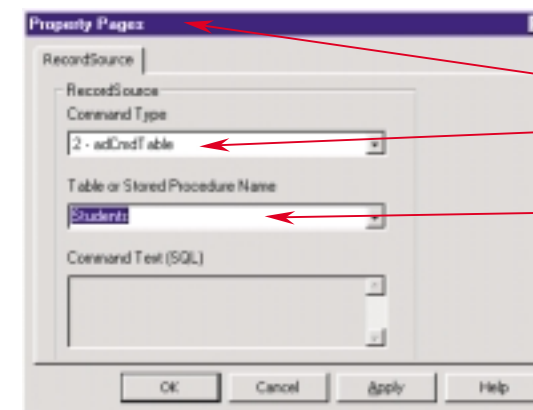 Property Pages
RecordSource
RecordSource
Command Type
2 - adCmdTable
Table or Stored Procedure Name
Students
Command Text (SQL)
OK Cancel Apply Help